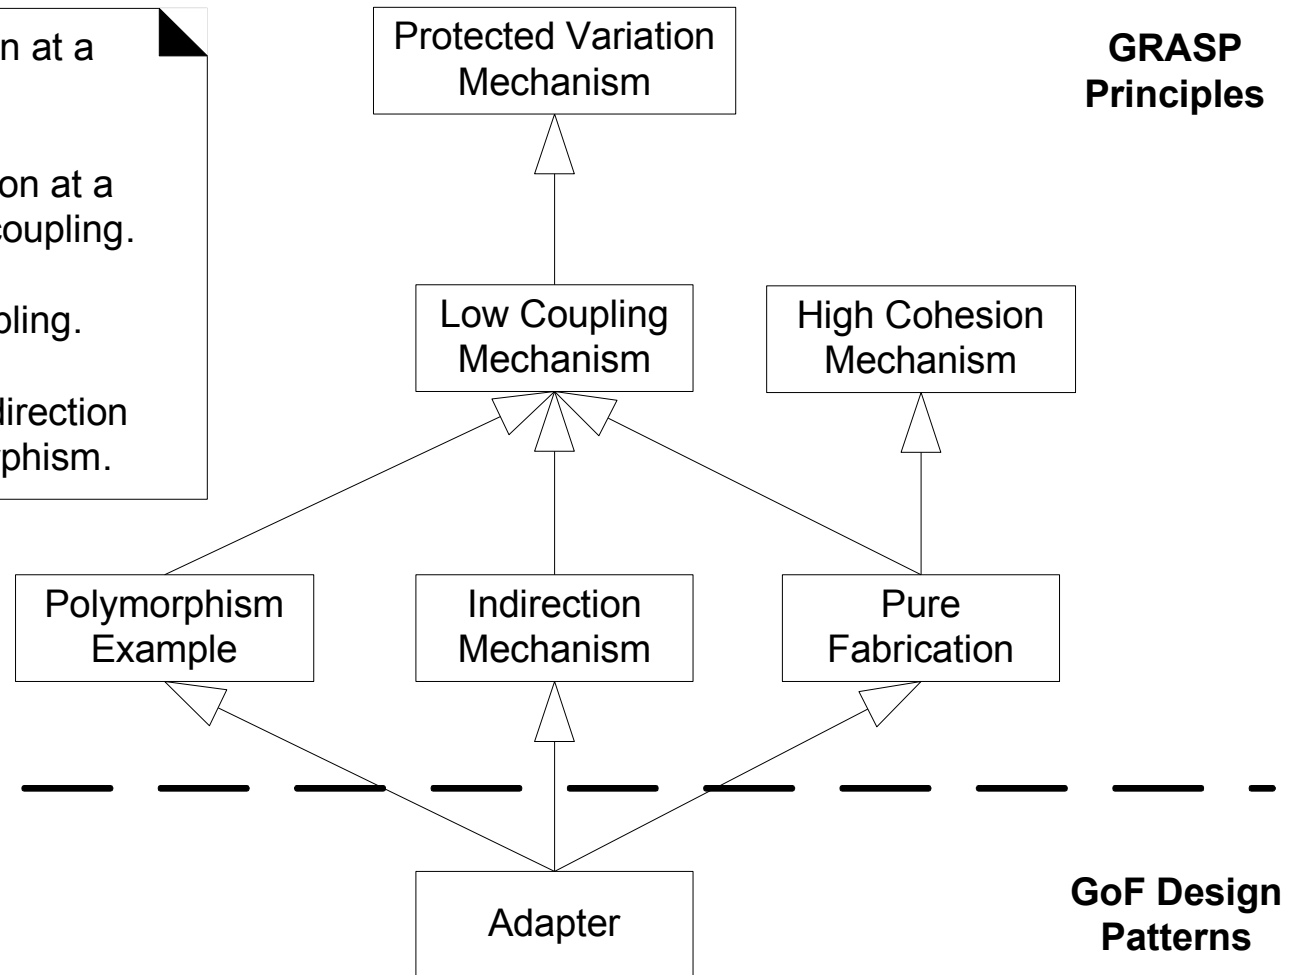 n at a
on at a
coupling.
pling.
direction
rphism.
Protected Variation
Mechanism
GRASP
Principles
Low Coupling
Mechanism
High Cohesion
Mechanism
Polymorphism
Example
Indirection
Mechanism
Pure
Fabrication
Adapter
GoF Design
Patterns